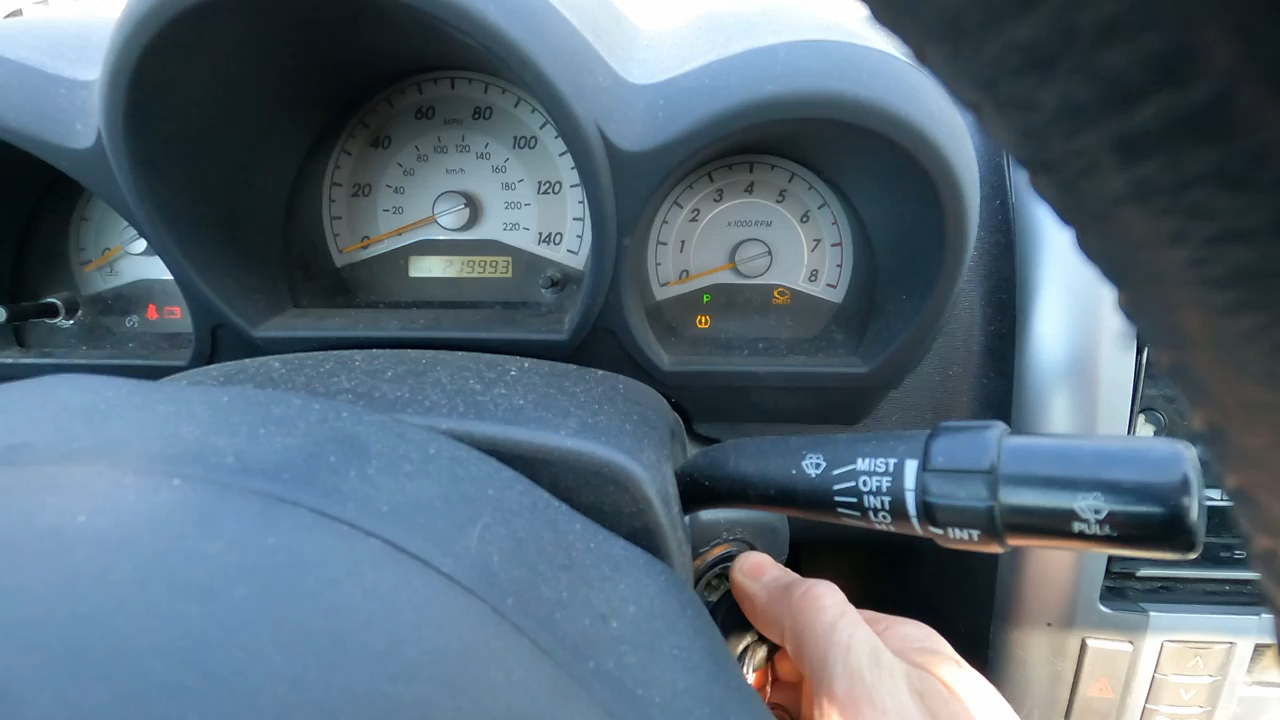 60 MPH 80
40 100
20 120
0 140
100 120
80 140
60 km/h 160
40 180
20 200
220
219993
3 4 5
2 6
x1000 RPM
1 7
0 8
P
CHECK
MIST
OFF
INT
LO
INT
PULL